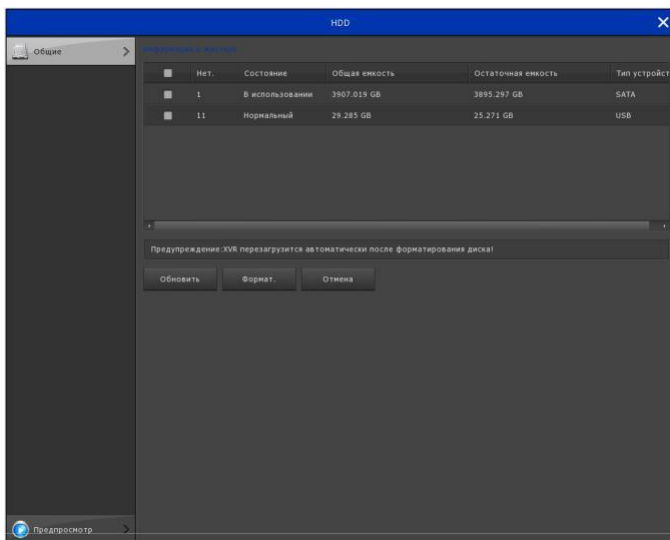 HDD
Общие
Информация о жестком
Нет. Состояние Общая емкость Остаточная емкость Тип устройст
1 В использовании 3907.019 GB 3895.297 GB SATA
11 Нормальный 29.285 GB 25.271 GB USB
Предупреждение:XVR перезагрузится автоматически после форматирования диска!
Обновить Формат. Отмена
Предпросмотр